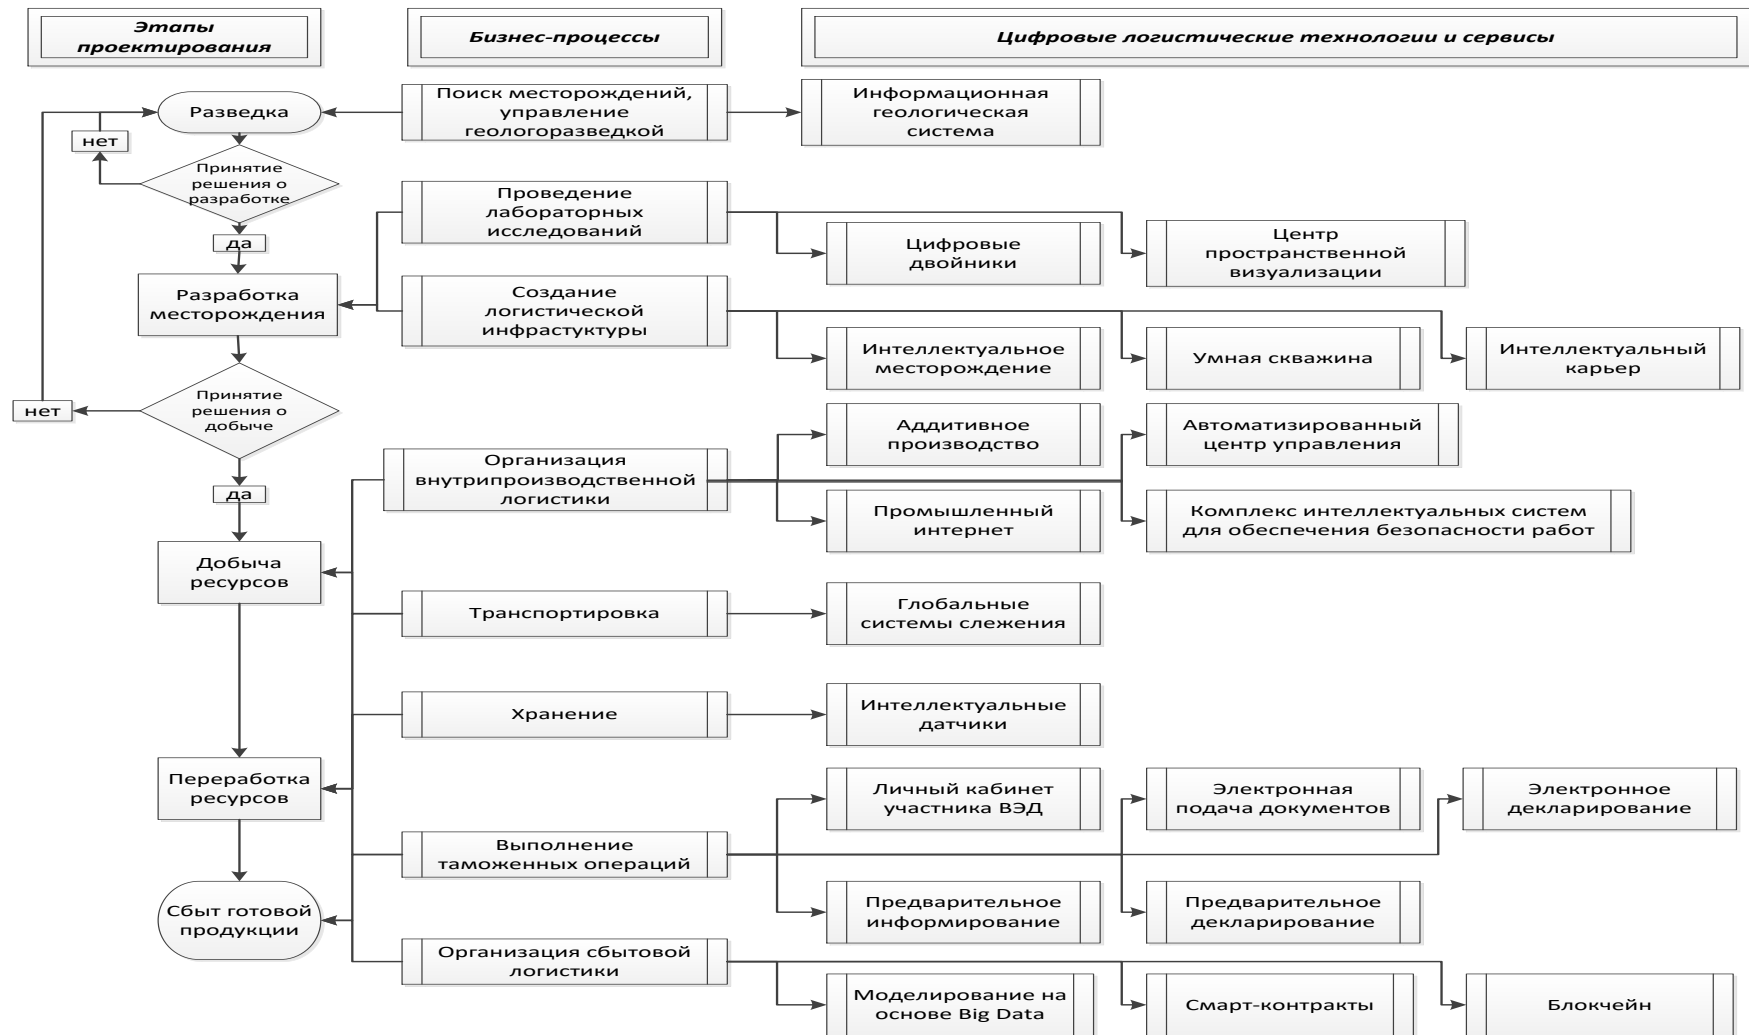 Этапы
проектирования
Бизнес-процессы
Цифровые логистические технологии и сервисы
Разведка
Поиск месторождений,
управление
геологоразведкой
Информационная
геологическая
система
нет
Принятие
решения о
разработке
да
Проведение
лабораторных
исследований
Цифровые
двойники
Центр
пространственной
визуализации
Разработка
месторождения
Создание
логистической
инфрастуктуры
Интеллектуальное
месторождение
Умная скважина
Интеллектуальный
карьер
нет
Принятие
решения о
добыче
да
Организация
внутрипроизводственной
логистики
Аддитивное
производство
Автоматизированный
центр управления
Промышленный
интернет
Комплекс интеллектуальных систем
для обеспечения безопасности работ
Добыча
ресурсов
Транспортировка
Глобальные
системы слежения
Хранение
Интеллектуальные
датчики
Переработка
ресурсов
Личный кабинет
участника ВЭД
Электронная
подача документов
Электронное
декларирование
Выполнение
таможенных операций
Предварительное
информирование
Предварительное
декларирование
Сбыт готовой
продукции
Организация сбытовой
логистики
Моделирование на
основе Big Data
Смарт-контракты
Блокчейн